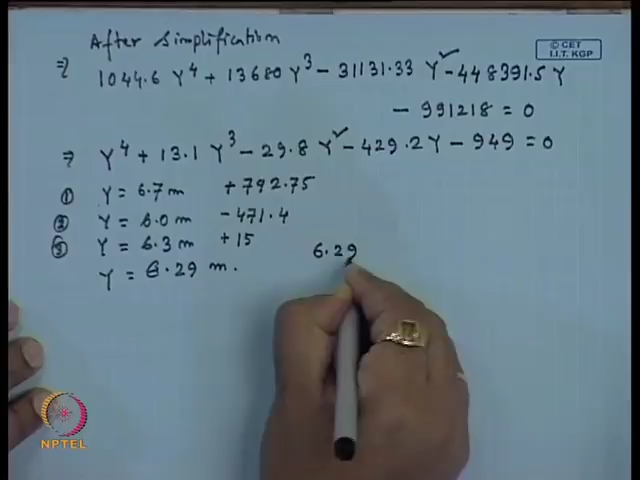 After Simplification
© CET
I.I.T. KGP
⇒ 1044.6 Y⁴ + 13680 Y³ - 31131.33 Y² - 448391.5 Y
- 991218 = 0
⇒ Y⁴ + 13.1 Y³ - 29.8 Y² - 429.2 Y - 949 = 0
① Y = 6.7 m +792.75
② Y = 6.0 m -471.4
③ Y = 6.3 m +15
Y = 6.29 m.
6.29
NPTEL